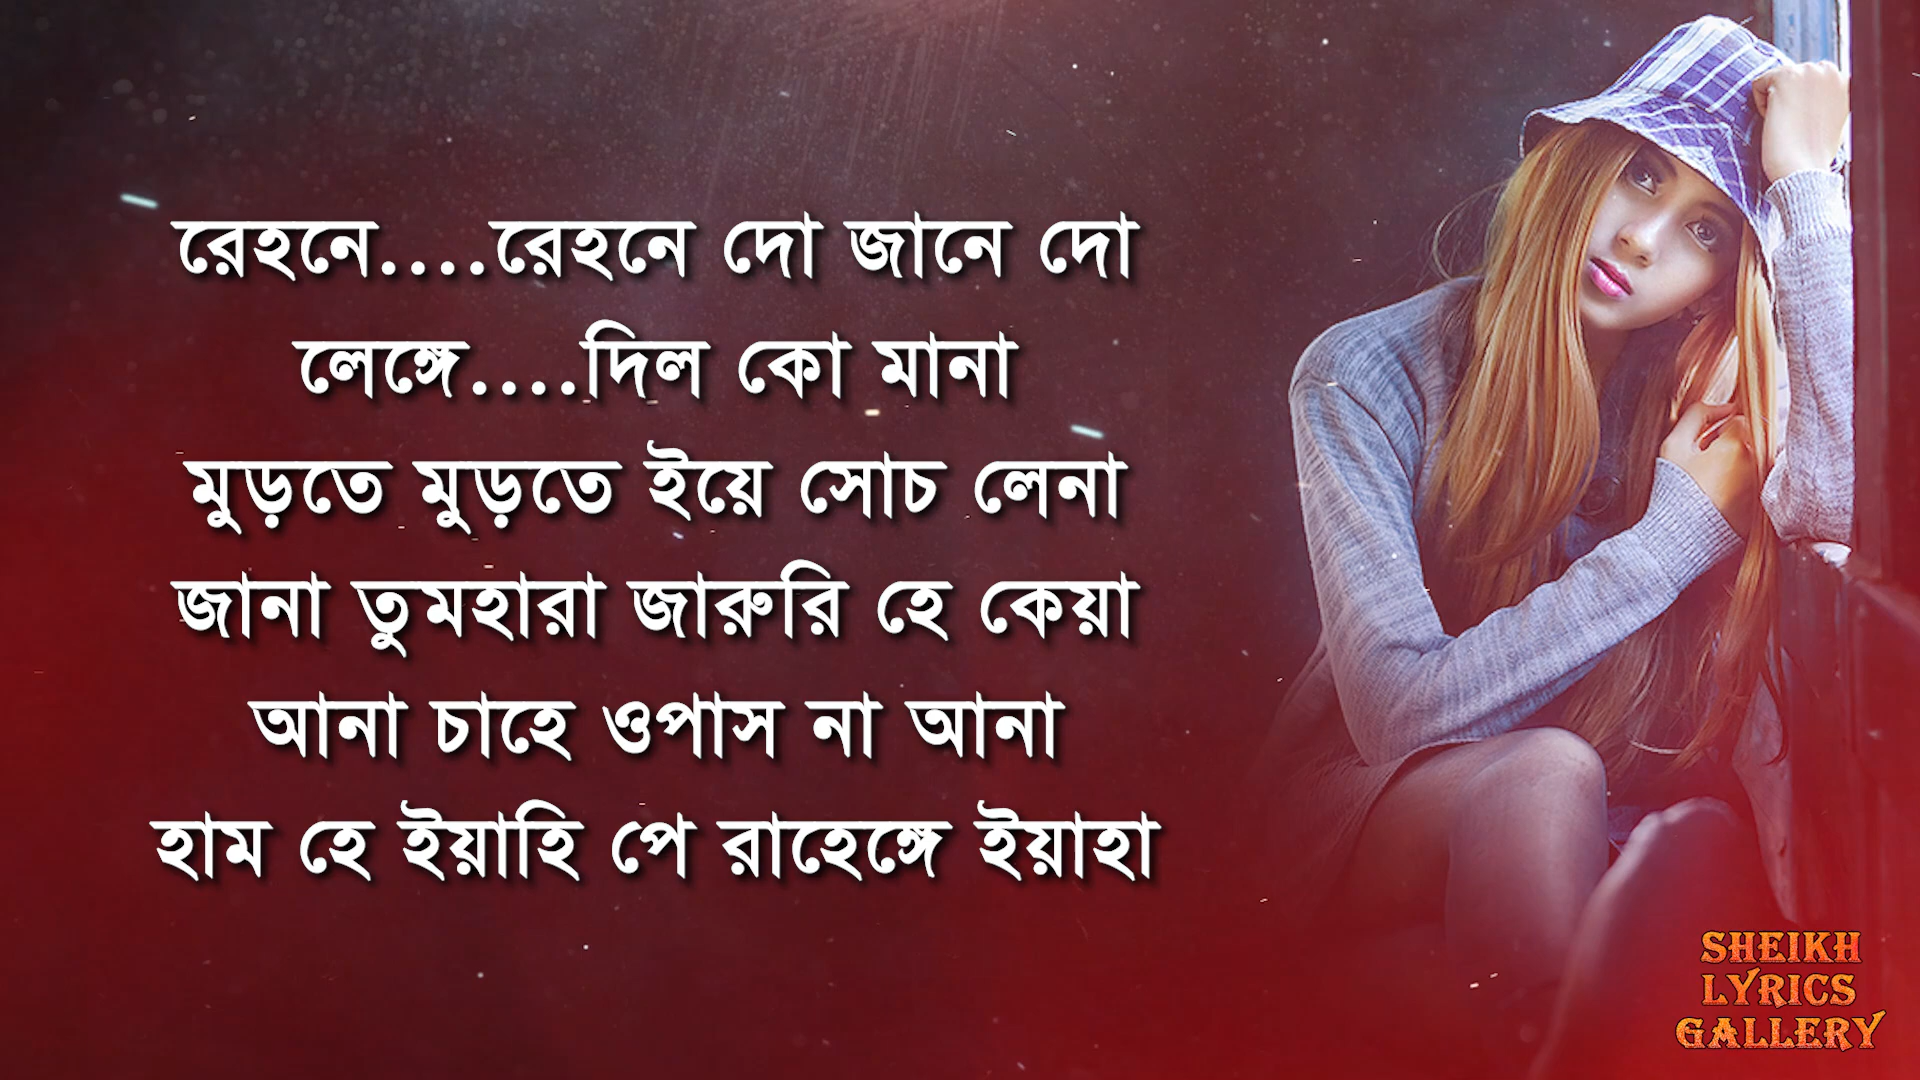 রেহনে....রেহনে দো জানে দো
লেঙ্গে....দিল কো মানা
মুড়তে মুড়তে ইয়ে সোচ লেনা
জানা তুমহারা জারুরি হে কেয়া
আনা চাহে ওপাস না আনা
হাম হে ইয়াহি পে রাহেঙ্গে ইয়াহা
SHEIKH
LYRICS
GALLERY